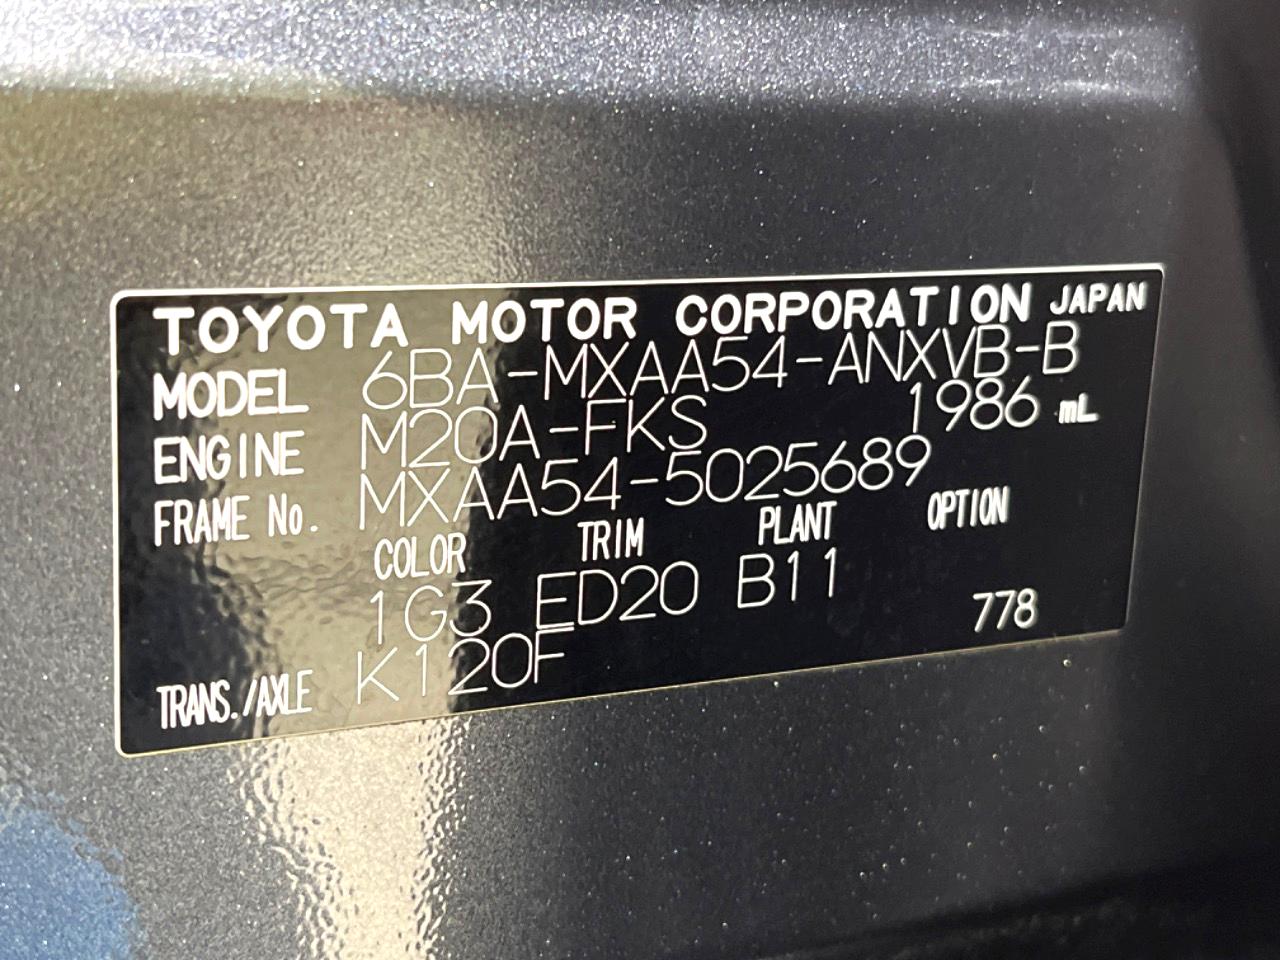 TOYOTA MOTOR CORPORATION JAPAN
MODEL 6BA-MXAA54-ANXVB-B
ENGINE M20A-FKS 1986 mL
FRAME No. MXAA54-5025689
COLOR TRIM PLANT OPTION
1G3 ED20 B11
TRANS./AXLE K120F 778